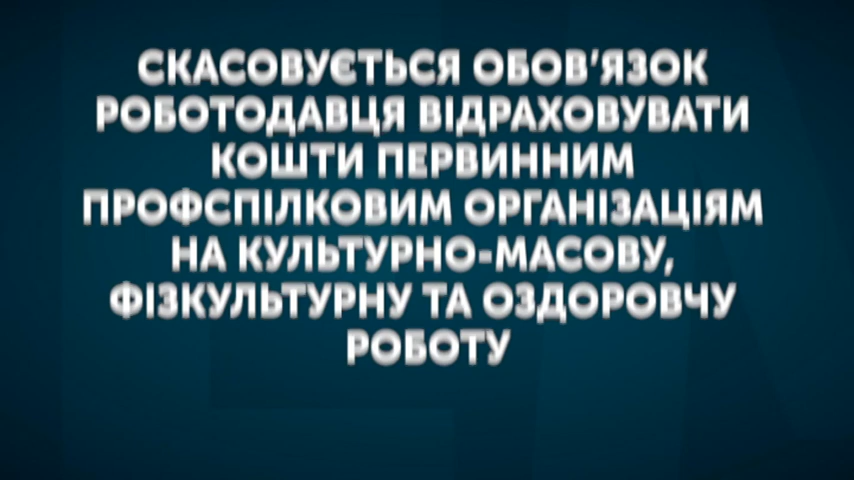 СКАСОВУЄТЬСЯ ОБОВ'ЯЗОК
РОБОТОДАВЦЯ ВІДРАХОВУВАТИ
КОШТИ ПЕРВИННИМ
ПРОФСПІЛКОВИМ ОРГАНІЗАЦІЯМ
НА КУЛЬТУРНО-МАСОВУ,
ФІЗКУЛЬТУРНУ ТА ОЗДОРОВЧУ
РОБОТУ